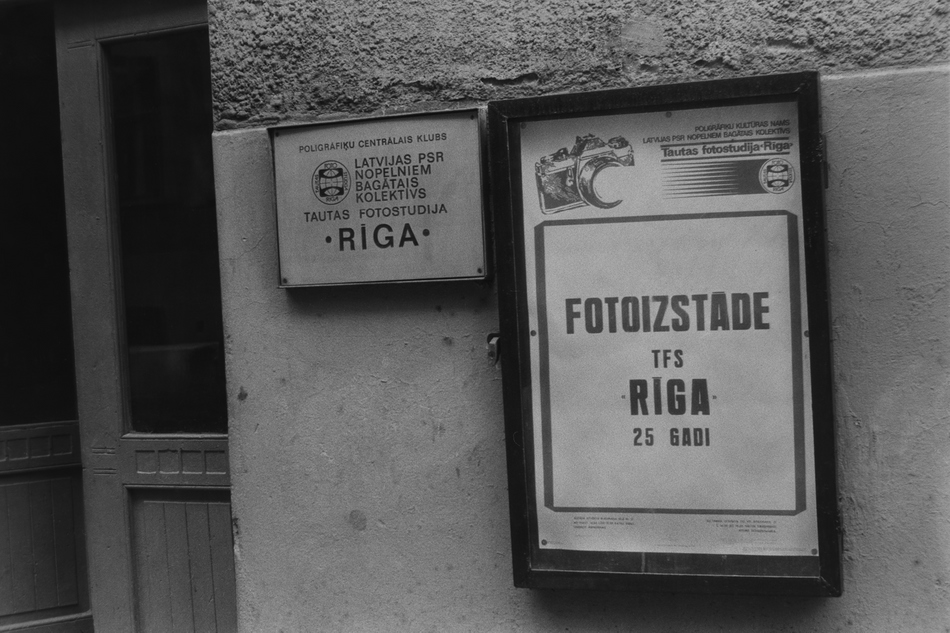 POLIGRĀFIĶU CENTRĀLAIS KLUBS
LATVIJAS PSR
NOPELNIEM
BAGĀTAIS
KOLEKTĪVS
TAUTAS FOTOSTUDIJA
•RĪGA•
POLIGRĀFIĶU KULTŪRAS NAMS
LATVIJAS PSR NOPELNIEM BAGĀTAIS KOLEKTĪVS
Tautas fotostudija•Rīga•
FOTOIZSTĀDE
TFS
"RĪGA"
25 GADI